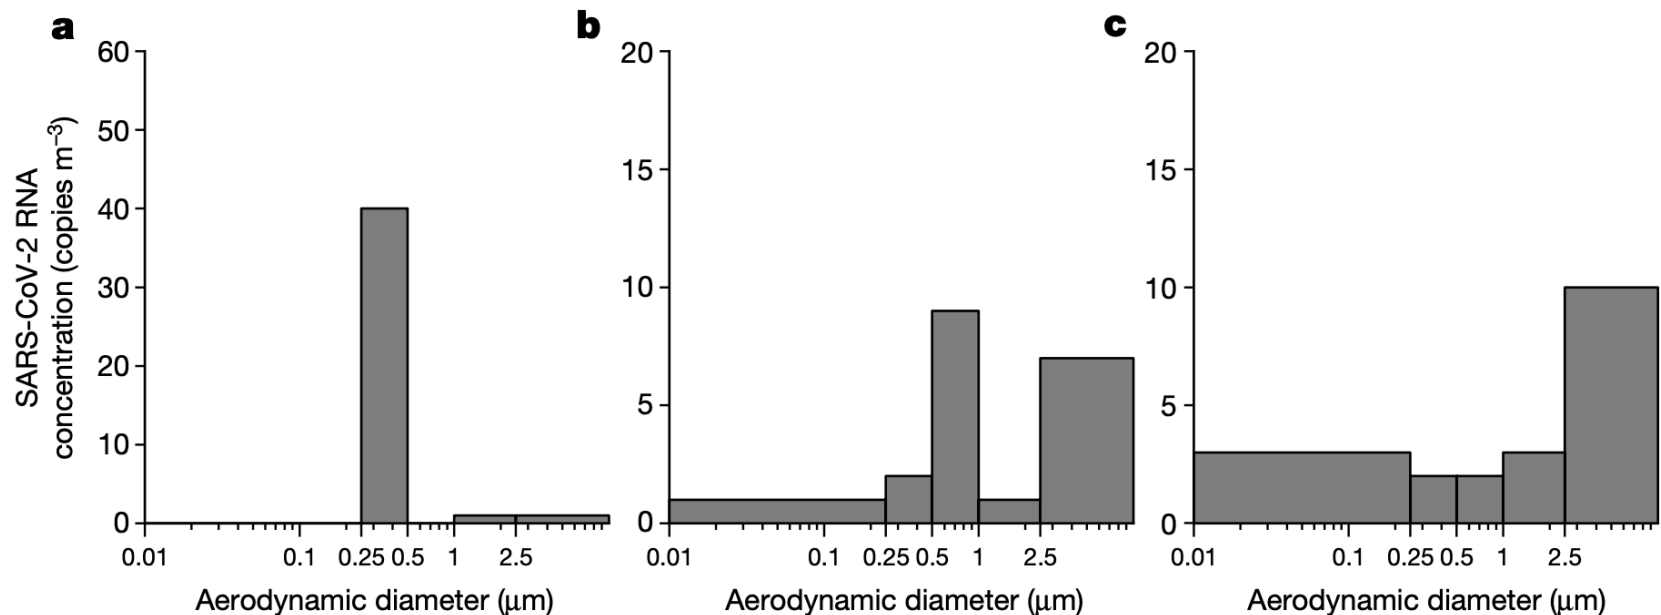 a
b
c
SARS-CoV-2 RNA
concentration (copies m⁻³)
60
50
40
30
20
10
0
0.01 0.1 0.25 0.5 1 2.5
Aerodynamic diameter (μm)
20
15
10
5
0
0.01 0.1 0.25 0.5 1 2.5
Aerodynamic diameter (μm)
20
15
10
5
0
0.01 0.1 0.25 0.5 1 2.5
Aerodynamic diameter (μm)